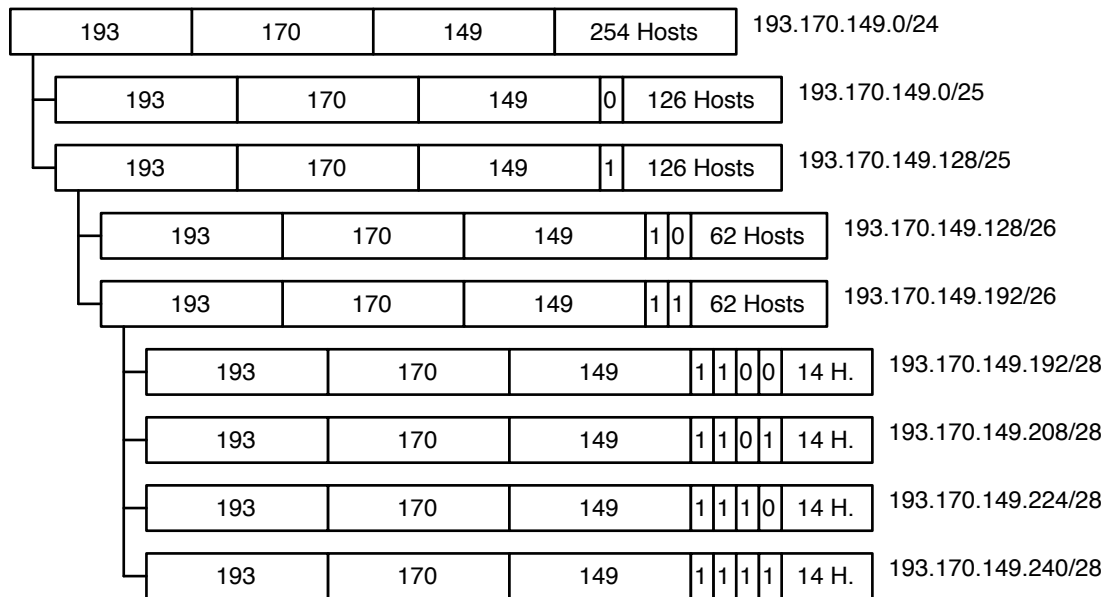 193 170 149 254 Hosts 193.170.149.0/24
193 170 149 0 126 Hosts 193.170.149.0/25
193 170 149 1 126 Hosts 193.170.149.128/25
193 170 149 1 0 62 Hosts 193.170.149.128/26
193 170 149 1 1 62 Hosts 193.170.149.192/26
193 170 149 1 1 0 0 14 H. 193.170.149.192/28
193 170 149 1 1 0 1 14 H. 193.170.149.208/28
193 170 149 1 1 1 0 14 H. 193.170.149.224/28
193 170 149 1 1 1 1 14 H. 193.170.149.240/28